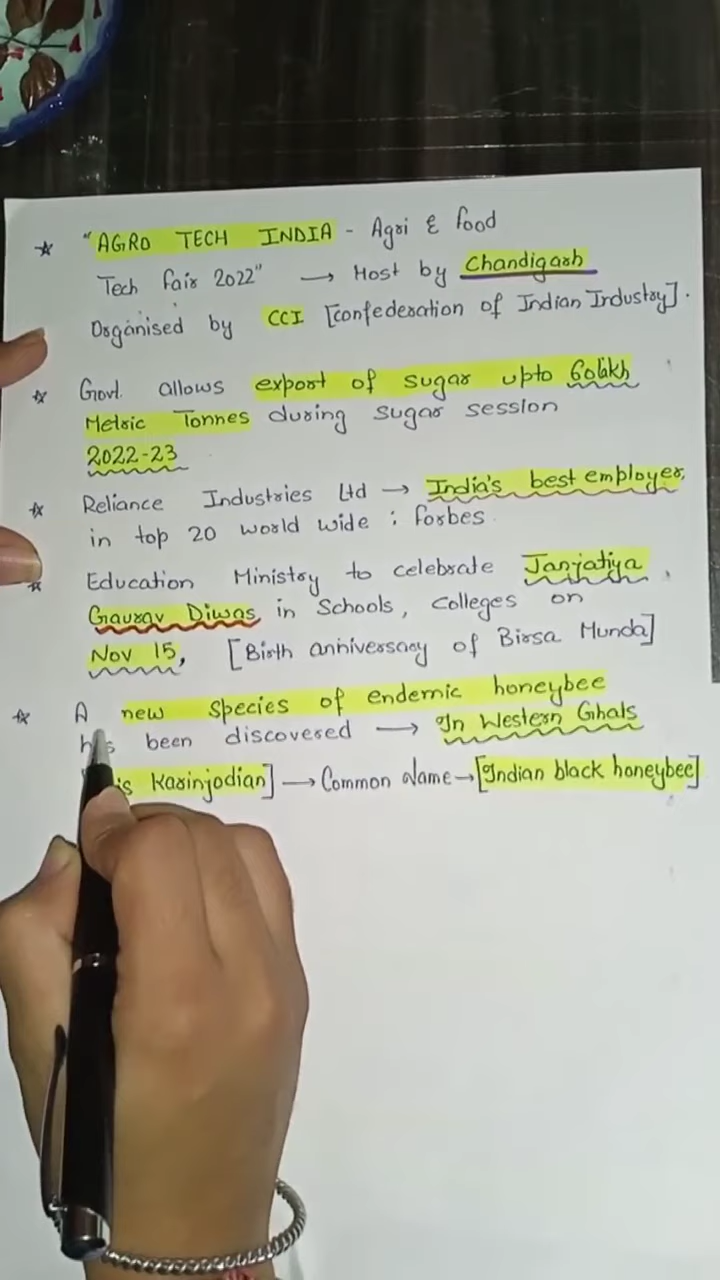 "AGRO TECH INDIA - Agri & food
Tech fair 2022" → Host by Chandigarh
Organised by CCI [confederation of Indian Industry].
Govt. allows export of sugar upto 60lakh
Metric Tonnes during sugar session
2022-23
Reliance Industries Ltd → India's best employer,
in top 20 world wide : forbes
Education Ministry to celebrate Janjatiya
Gaurav Diwas in Schools, colleges on
Nov 15, [Birth anniversary of Birsa Munda]
A new species of endemic honeybee
been discovered → In Western Ghats
Karinjodian] → Common Name → [Indian black honeybee]